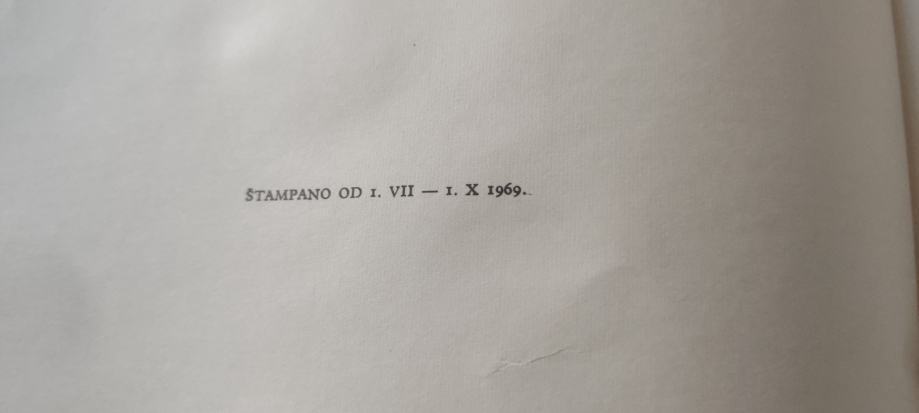 ŠTAMPANO OD 1. VII — 1. X 1969.